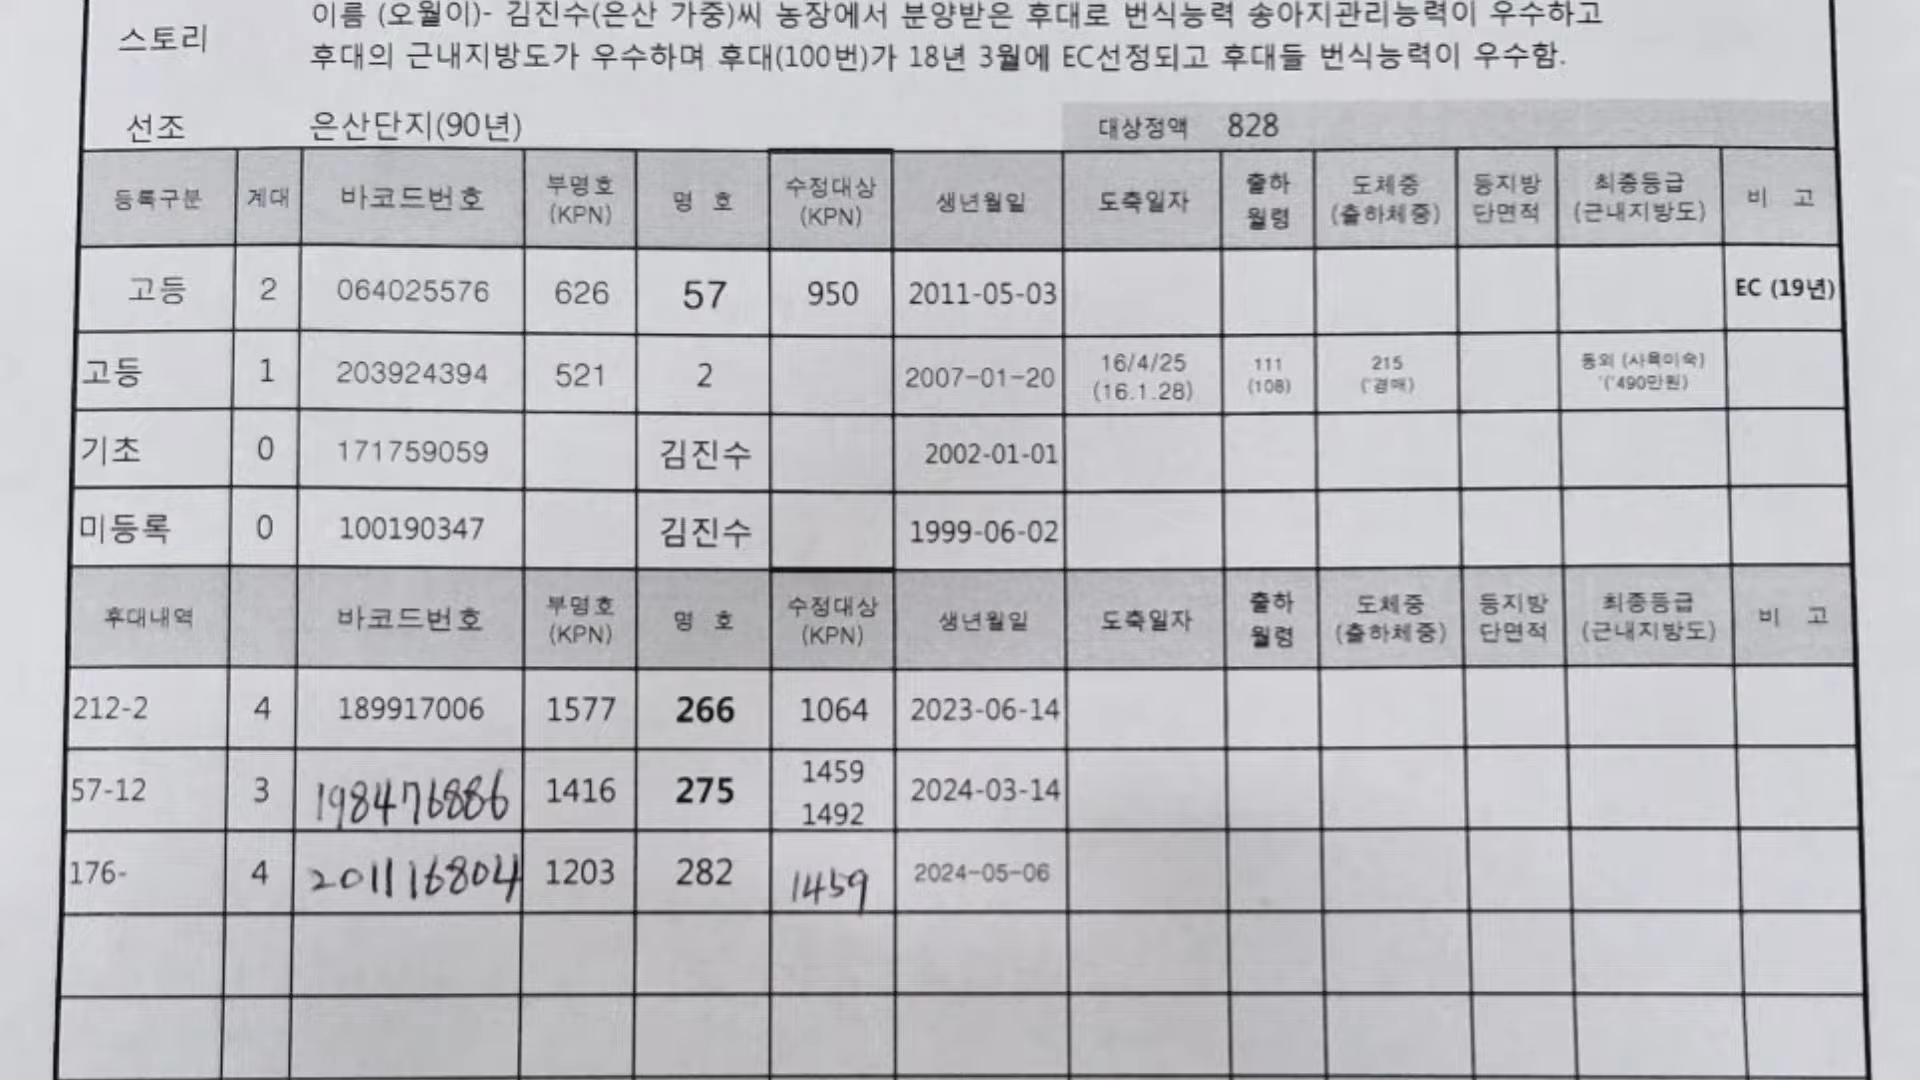 이름 (오월이)- 김진수(은산 가중)씨 농장에서 분양받은 후대로 번식능력 송아지관리능력이 우수하고
스토리
후대의 근내지방도가 우수하며 후대(100번)가 18년 3월에 EC선정되고 후대들 번식능력이 우수함.
선조 은산단지(90년) 대상정액 828
등록구분 계대 바코드번호 부명호 (KPN) 명 호 수정대상 (KPN) 생년월일 도축일자 출하 월령 도체중 (출하체중) 등지방 단면적 최종등급 (근내지방도) 비 고
고등 2 064025576 626 57 950 2011-05-03 EC (19년)
고등 1 203924394 521 2 2007-01-20 16/4/25 (16.1.28) 111 (108) 215 ('경매) 등외 (사육미숙) '('490만원)
기초 0 171759059 김진수 2002-01-01
미등록 0 100190347 김진수 1999-06-02
후대내역 바코드번호 부명호 (KPN) 명 호 수정대상 (KPN) 생년월일 도축일자 출하 월령 도체중 (출하체중) 등지방 단면적 최종등급 (근내지방도) 비 고
212-2 4 189917006 1577 266 1064 2023-06-14
57-12 3 198476886 1416 275 1459 1492 2024-03-14
176- 4 201116804 1203 282 1459 2024-05-06